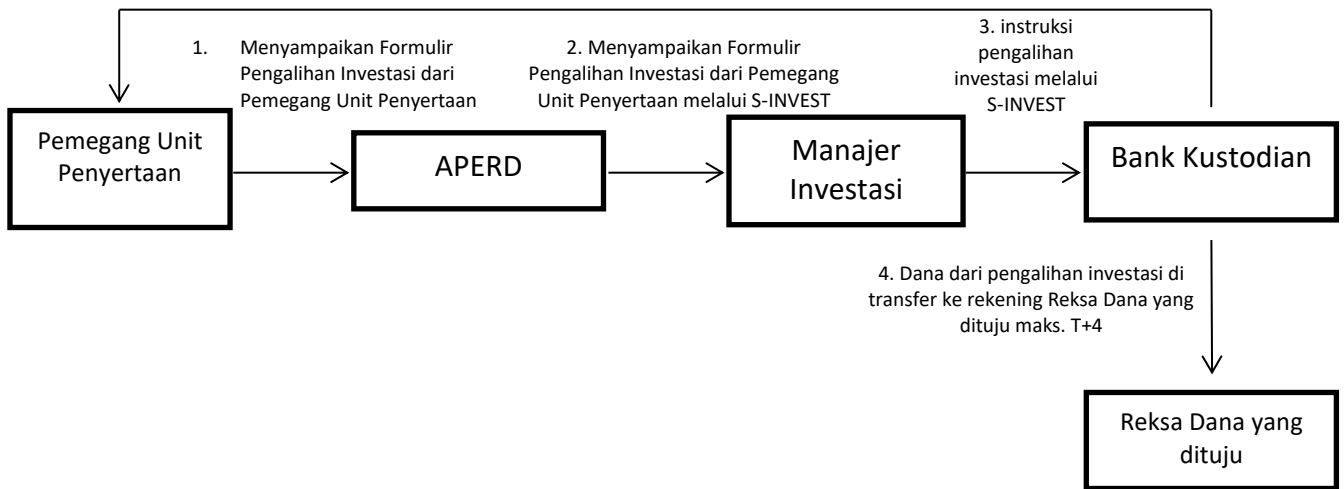 1. Menyampaikan Formulir
Pengalihan Investasi dari
Pemegang Unit Penyertaan
2. Menyampaikan Formulir
Pengalihan Investasi dari Pemegang
Unit Penyertaan melalui S-INVEST
3. instruksi
pengalihan
investasi melalui
S-INVEST
Pemegang Unit
Penyertaan
APERD
Manajer
Investasi
Bank Kustodian
4. Dana dari pengalihan investasi di
transfer ke rekening Reksa Dana yang
dituju maks. T+4
Reksa Dana yang
dituju